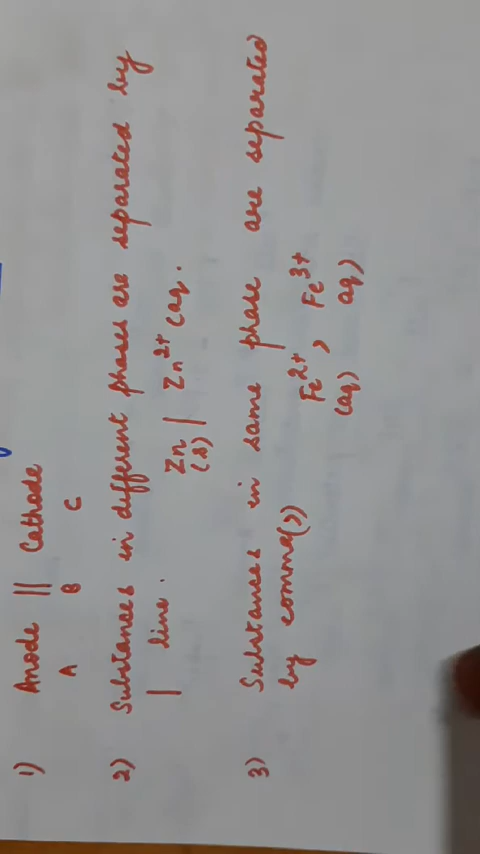 1) Anode || Cathode
A B C
2) Substances in different phases are separated by
| line. Zn | Zn2+ (aq.
(s)
3) Substances in same phase are separated
by comma(,) Fe2+ , Fe3+
(aq) aq)